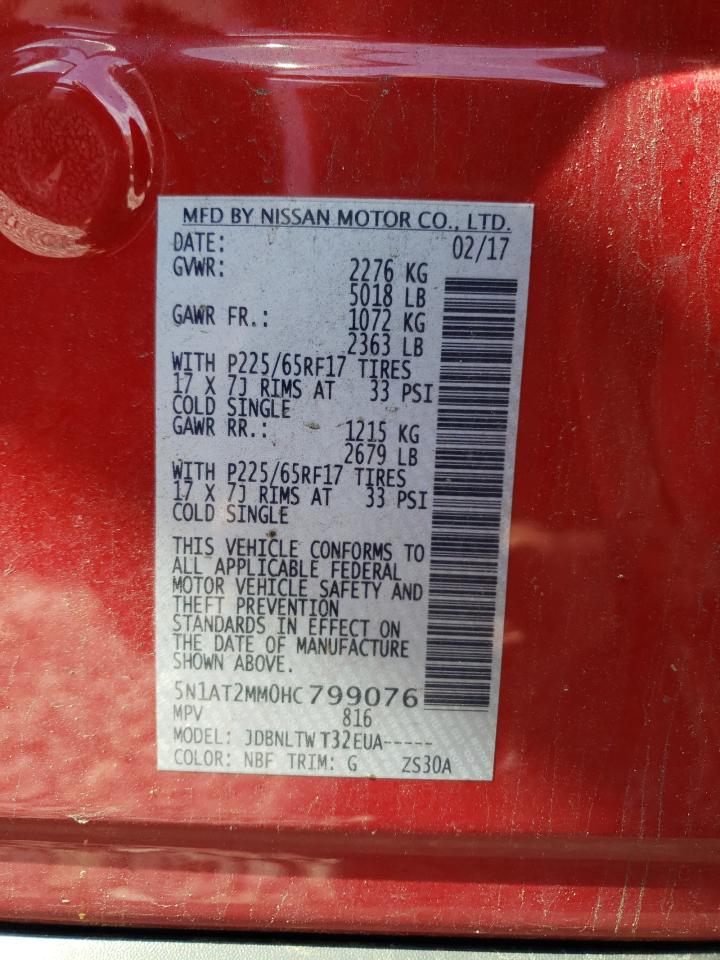 MFD BY NISSAN MOTOR CO., LTD.
DATE: 02/17
GVWR: 2276 KG
5018 LB
GAWR FR.: 1072 KG
2363 LB
WITH P225/65RF17 TIRES
17 X 7J RIMS AT 33 PSI
COLD SINGLE
GAWR RR.: 1215 KG
2679 LB
WITH P225/65RF17 TIRES
17 X 7J RIMS AT 33 PSI
COLD SINGLE
THIS VEHICLE CONFORMS TO
ALL APPLICABLE FEDERAL
MOTOR VEHICLE SAFETY AND
THEFT PREVENTION
STANDARDS IN EFFECT ON
THE DATE OF MANUFACTURE
SHOWN ABOVE.
5N1AT2MM0HC799076
MPV 816
MODEL: JDBNLTW T32EUA-----
COLOR: NBF TRIM: G ZS30A